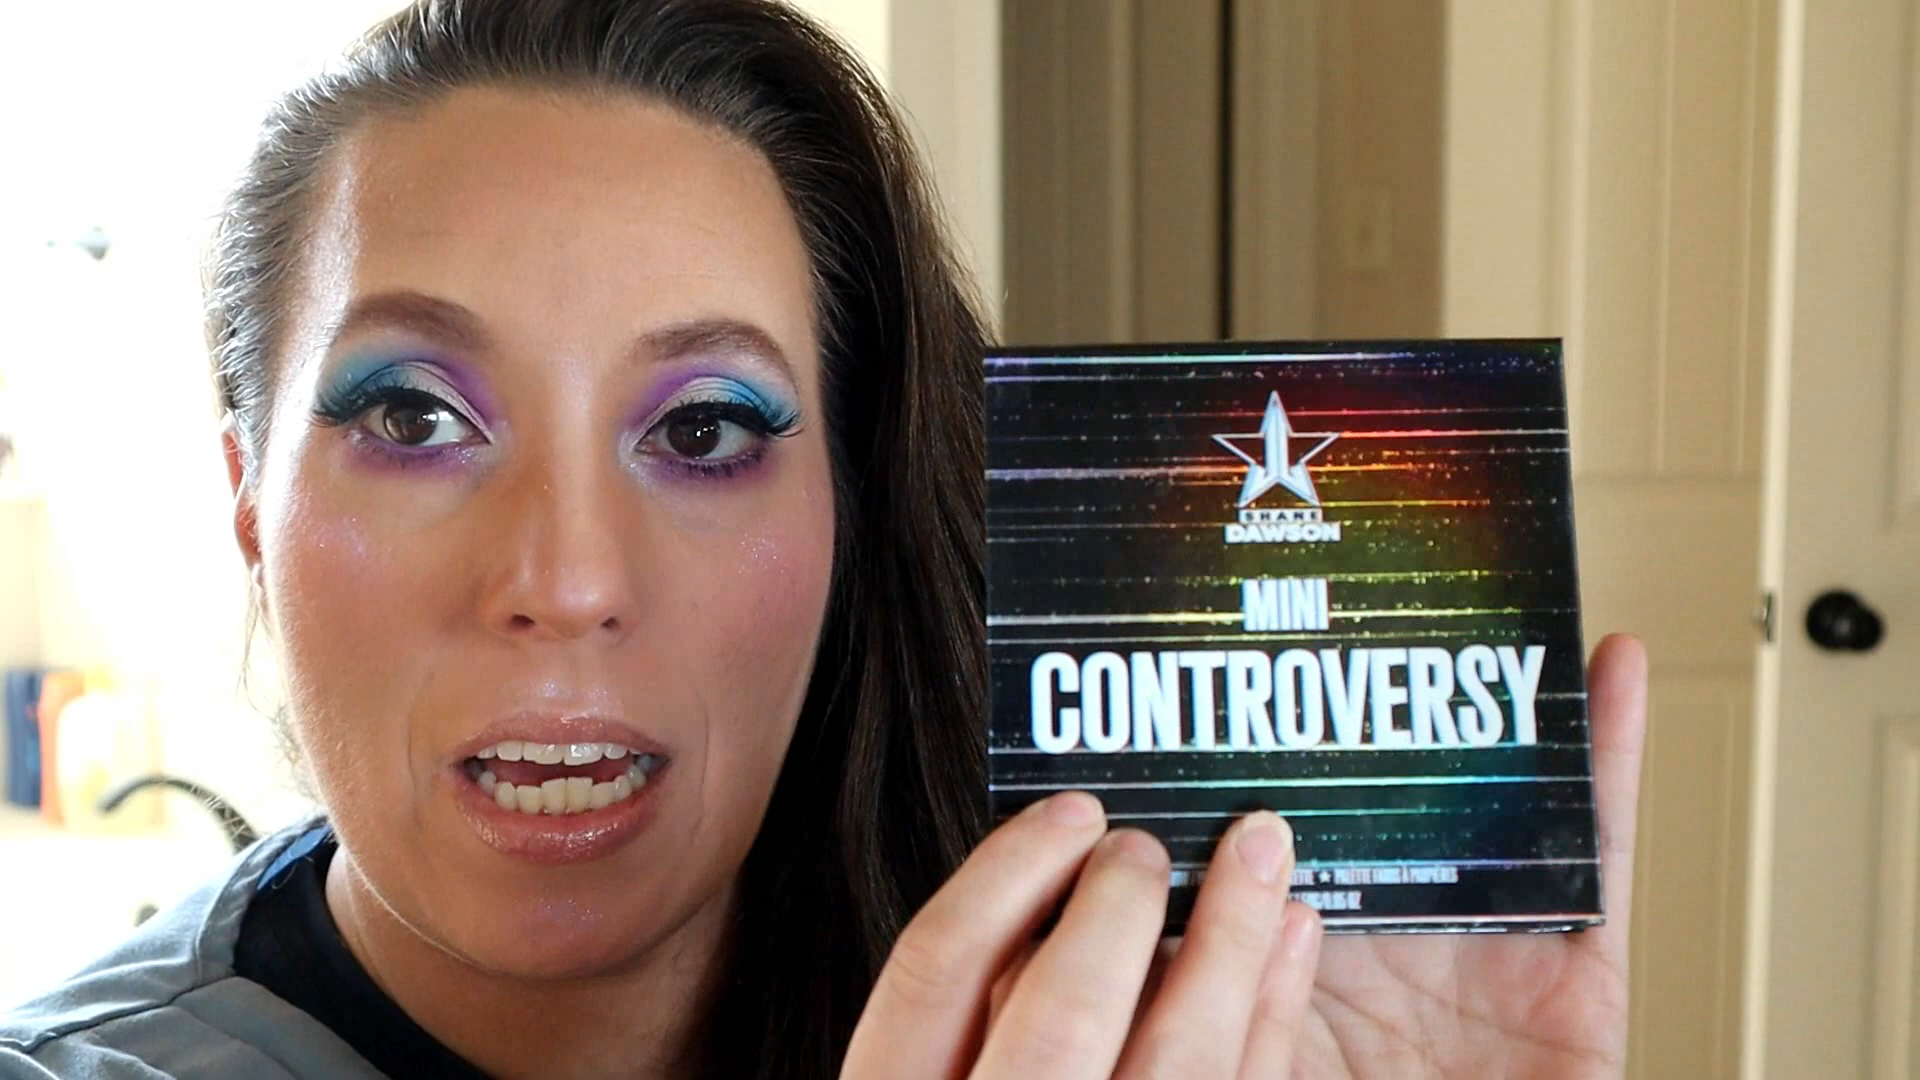 SHANE
DAWSON
MINI
CONTROVERSY
PALETTE FARDS À PAUPIÈRES